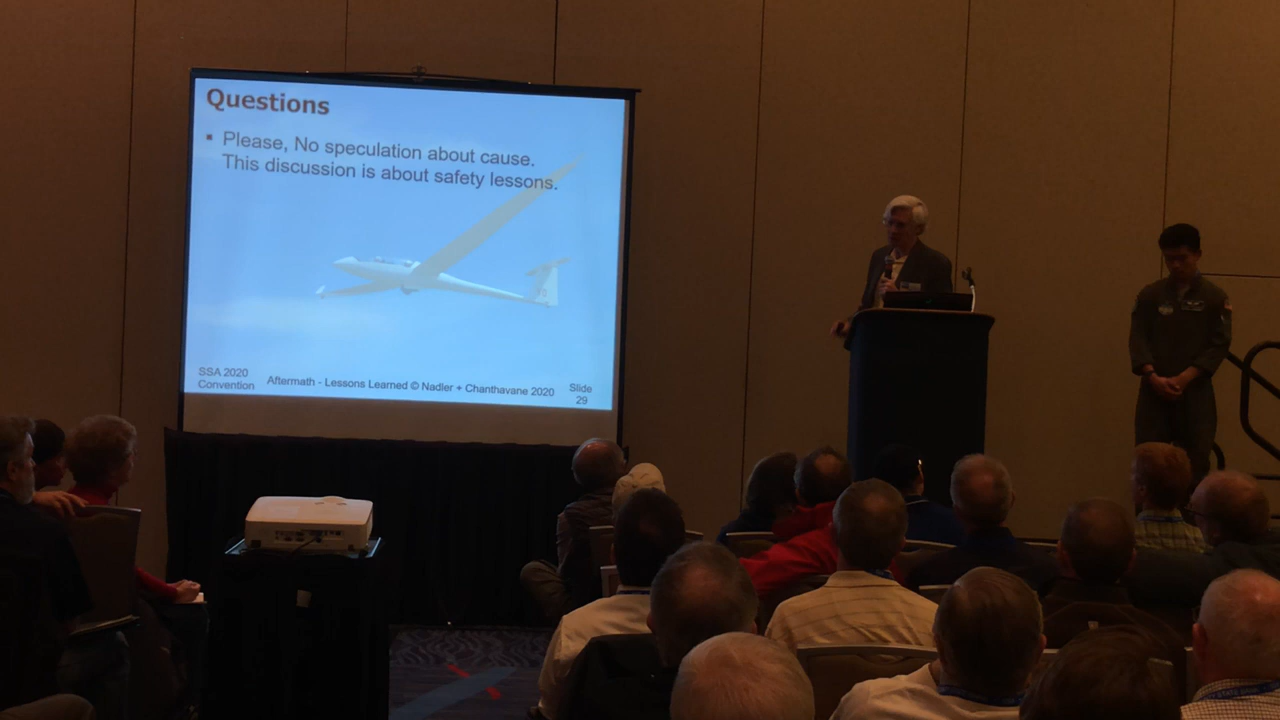 Questions
▪ Please, No speculation about cause.
This discussion is about safety lessons.
SSA 2020
Convention
Aftermath - Lessons Learned © Nadler + Chanthavane 2020
Slide
29